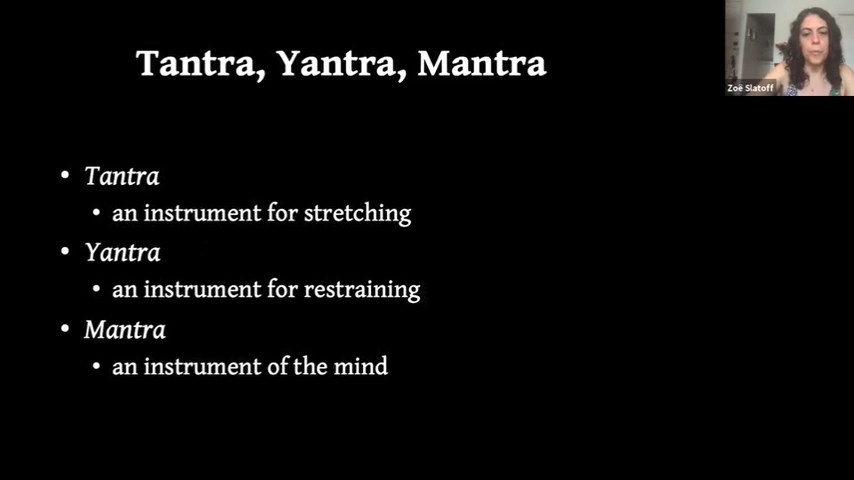 Tantra, Yantra, Mantra
Zoë Slatoff
• Tantra
• an instrument for stretching
• Yantra
• an instrument for restraining
• Mantra
• an instrument of the mind